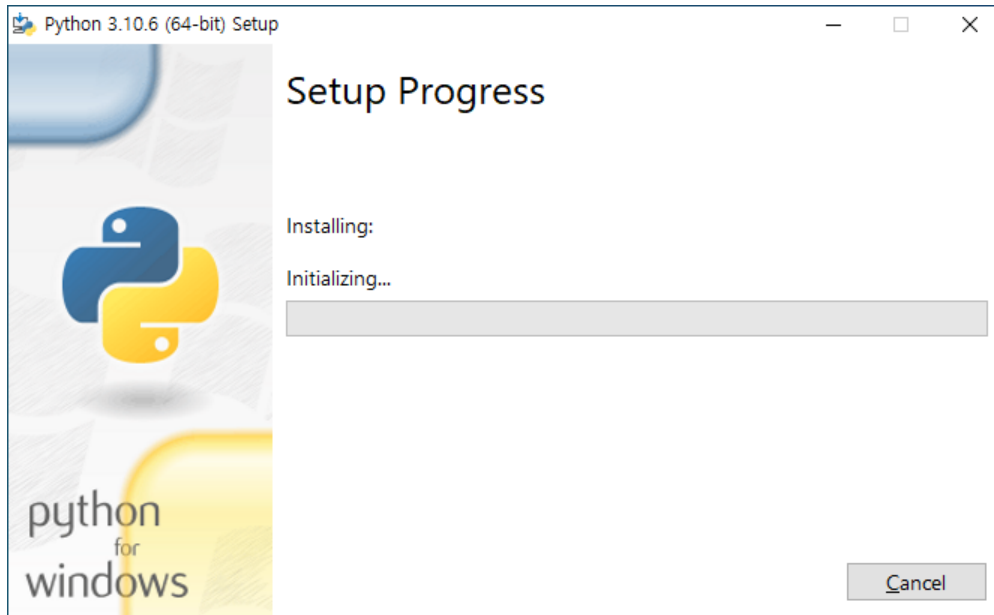 Python 3.10.6 (64-bit) Setup
Setup Progress
Installing:
Initializing...
python
for
windows
Cancel